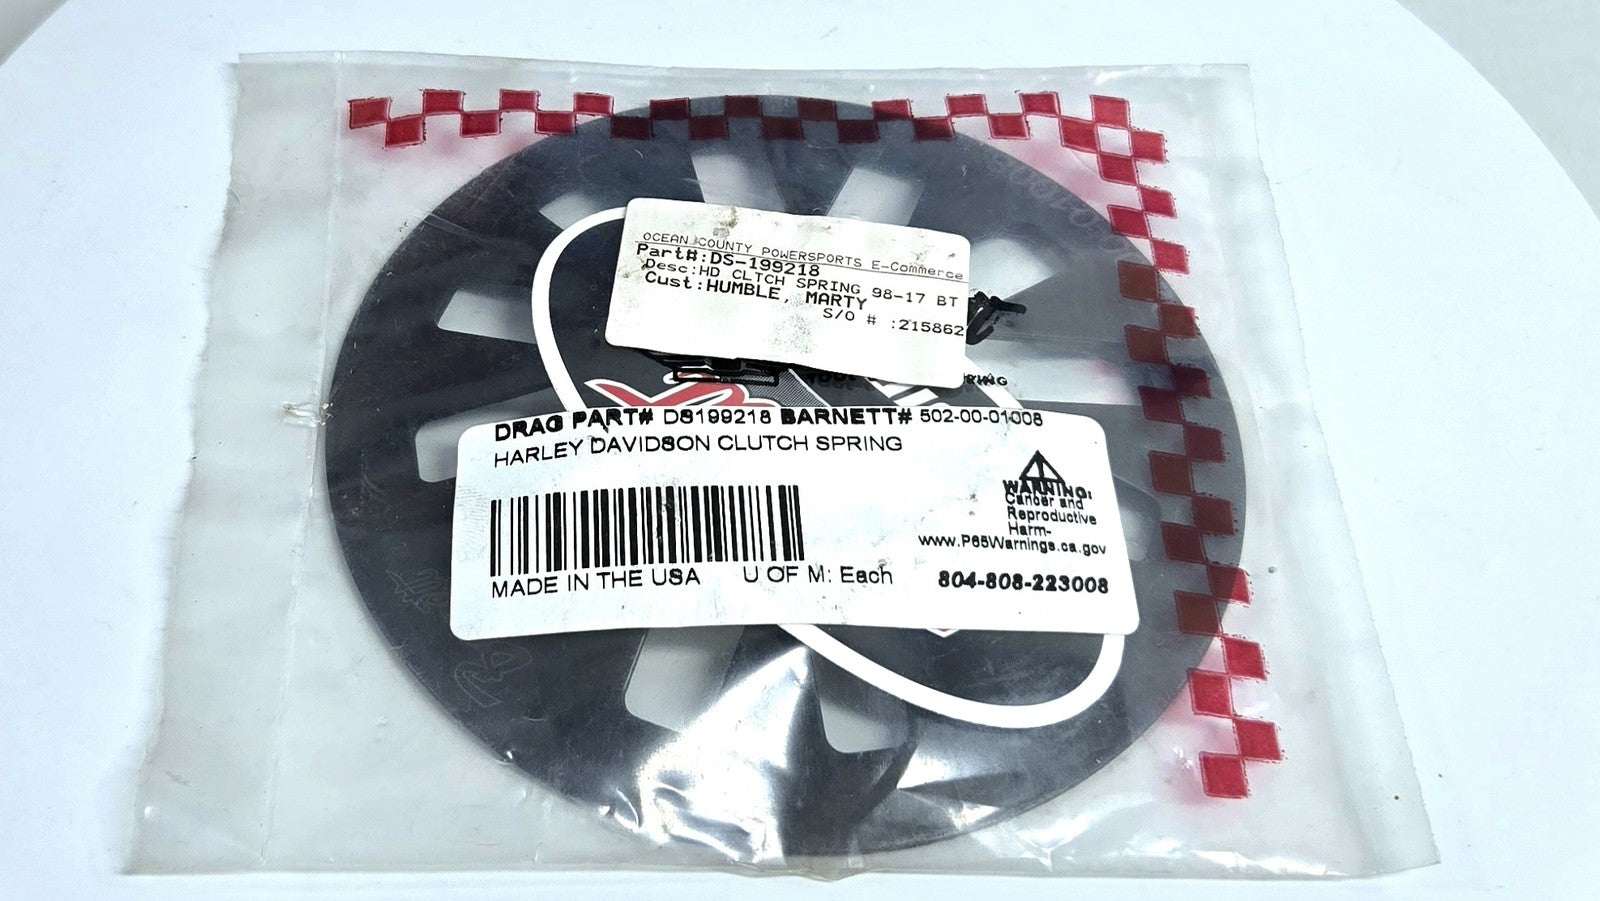 OCEAN COUNTY POWERSPORTS E-Commerce
Part#:DS-199218
Desc:HD CLTCH SPRING 98-17 BT
Cust:HUMBLE, MARTY
S/O # :215862
DRAG PART# DS199218 BARNETT# 502-00-01008
HARLEY DAVIDSON CLUTCH SPRING
WARNING:
Cancer and
Reproductive
Harm-
www.P65Warnings.ca.gov
MADE IN THE USA U OF M: Each
804-808-223008